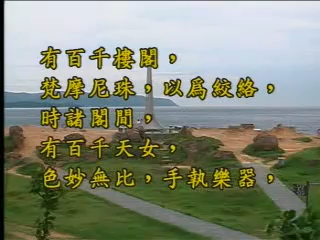 有百千樓閣，
梵摩尼珠，以為絞絡，
時諸閣間，
有百千天女，
色妙無比，手執樂器，